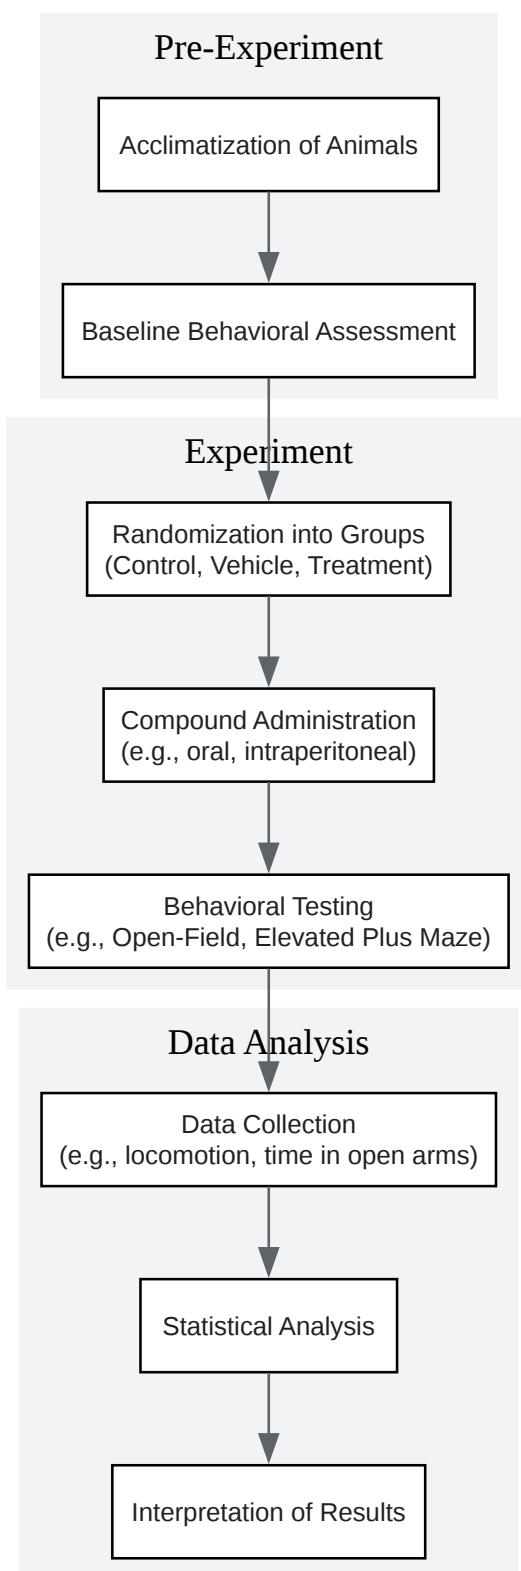 Pre-Experiment
Acclimatization of Animals
Baseline Behavioral Assessment
Experiment
Randomization into Groups
(Control, Vehicle, Treatment)
Compound Administration
(e.g., oral, intraperitoneal)
Behavioral Testing
(e.g., Open-Field, Elevated Plus Maze)
Data Analysis
Data Collection
(e.g., locomotion, time in open arms)
Statistical Analysis
Interpretation of Results